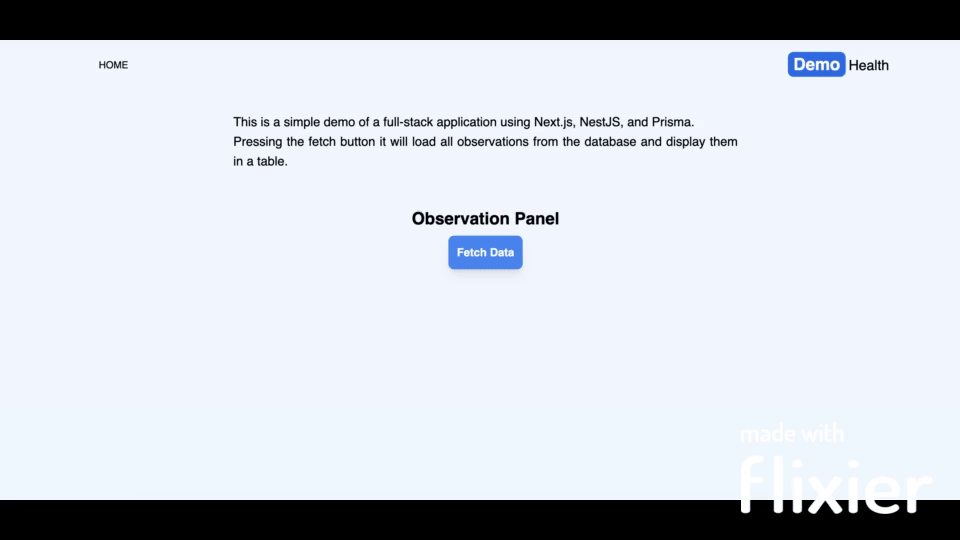 HOME
Demo Health
This is a simple demo of a full-stack application using Next.js, NestJS, and Prisma.
Pressing the fetch button it will load all observations from the database and display them
in a table.
Observation Panel
Fetch Data
made with
flixier